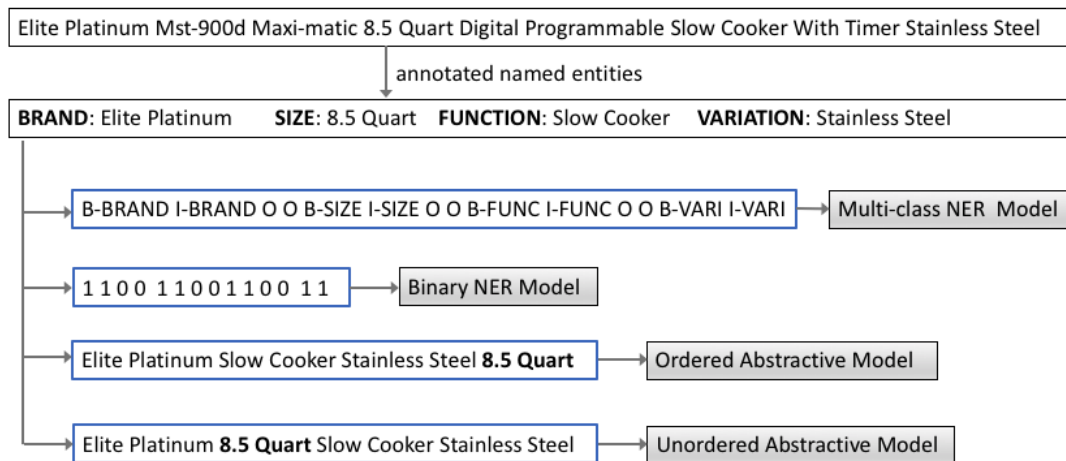 Elite Platinum Mst-900d Maxi-matic 8.5 Quart Digital Programmable Slow Cooker With Timer Stainless Steel
annotated named entities
BRAND: Elite Platinum SIZE: 8.5 Quart FUNCTION: Slow Cooker VARIATION: Stainless Steel
B-BRAND I-BRAND O O B-SIZE I-SIZE O O B-FUNC I-FUNC O O B-VARI I-VARI
Multi-class NER Model
1 1 0 0 1 1 0 0 1 1 0 0 1 1
Binary NER Model
Elite Platinum Slow Cooker Stainless Steel 8.5 Quart
Ordered Abstractive Model
Elite Platinum 8.5 Quart Slow Cooker Stainless Steel
Unordered Abstractive Model